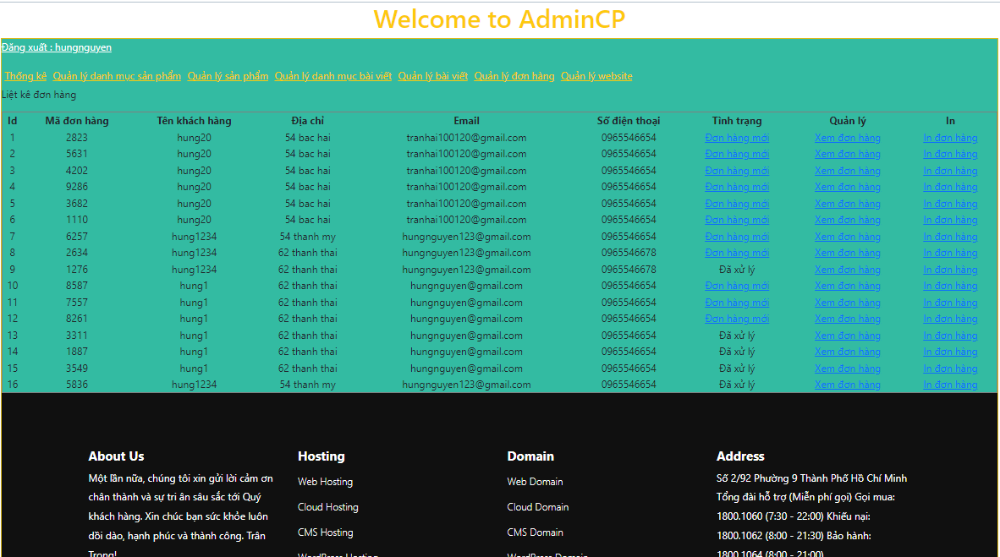 Welcome to AdminCP
Đăng xuất : hungnguyen
Thống kê Quản lý danh mục sản phẩm Quản lý sản phẩm Quản lý danh mục bài viết Quản lý bài viết Quản lý đơn hàng Quản lý website
Liệt kê đơn hàng
Id Mã đơn hàng Tên khách hàng Địa chỉ Email Số điện thoại Tình trạng Quản lý In
1 2823 hung20 54 bac hai tranhai100120@gmail.com 0965546654 Đơn hàng mới Xem đơn hàng In đơn hàng
2 5631 hung20 54 bac hai tranhai100120@gmail.com 0965546654 Đơn hàng mới Xem đơn hàng In đơn hàng
3 4202 hung20 54 bac hai tranhai100120@gmail.com 0965546654 Đơn hàng mới Xem đơn hàng In đơn hàng
4 9286 hung20 54 bac hai tranhai100120@gmail.com 0965546654 Đơn hàng mới Xem đơn hàng In đơn hàng
5 3682 hung20 54 bac hai tranhai100120@gmail.com 0965546654 Đơn hàng mới Xem đơn hàng In đơn hàng
6 1110 hung20 54 bac hai tranhai100120@gmail.com 0965546654 Đơn hàng mới Xem đơn hàng In đơn hàng
7 6257 hung1234 54 thanh my hungnguyen123@gmail.com 0965546654 Đơn hàng mới Xem đơn hàng In đơn hàng
8 2634 hung1234 62 thanh thai hungnguyen123@gmail.com 0965546678 Đơn hàng mới Xem đơn hàng In đơn hàng
9 1276 hung1234 62 thanh thai hungnguyen123@gmail.com 0965546678 Đã xử lý Xem đơn hàng In đơn hàng
10 8587 hung1 62 thanh thai hungnguyen@gmail.com 0965546654 Đơn hàng mới Xem đơn hàng In đơn hàng
11 7557 hung1 62 thanh thai hungnguyen@gmail.com 0965546654 Đơn hàng mới Xem đơn hàng In đơn hàng
12 8261 hung1 62 thanh thai hungnguyen@gmail.com 0965546654 Đơn hàng mới Xem đơn hàng In đơn hàng
13 3311 hung1 62 thanh thai hungnguyen@gmail.com 0965546654 Đã xử lý Xem đơn hàng In đơn hàng
14 1887 hung1 62 thanh thai hungnguyen@gmail.com 0965546654 Đã xử lý Xem đơn hàng In đơn hàng
15 3549 hung1 62 thanh thai hungnguyen@gmail.com 0965546654 Đã xử lý Xem đơn hàng In đơn hàng
16 5836 hung1234 54 thanh my hungnguyen123@gmail.com 0965546654 Đã xử lý Xem đơn hàng In đơn hàng
About Us
Một lần nữa, chúng tôi xin gửi lời cảm ơn
chân thành và sự tri ân sâu sắc tới Quý
khách hàng. Xin chúc bạn sức khỏe luôn
dồi dào, hạnh phúc và thành công. Trân
Trọng!
Hosting
Web Hosting
Cloud Hosting
CMS Hosting
WordPress Hosting
Domain
Web Domain
Cloud Domain
CMS Domain
WordPress Domain
Address
Số 2/92 Phường 9 Thành Phố Hồ Chí Minh
Tổng đài hỗ trợ (Miễn phí gọi) Gọi mua:
1800.1060 (7:30 - 22:00) Khiếu nại:
1800.1062 (8:00 - 21:30) Bảo hành:
1800.1064 (8:00 - 21:00)